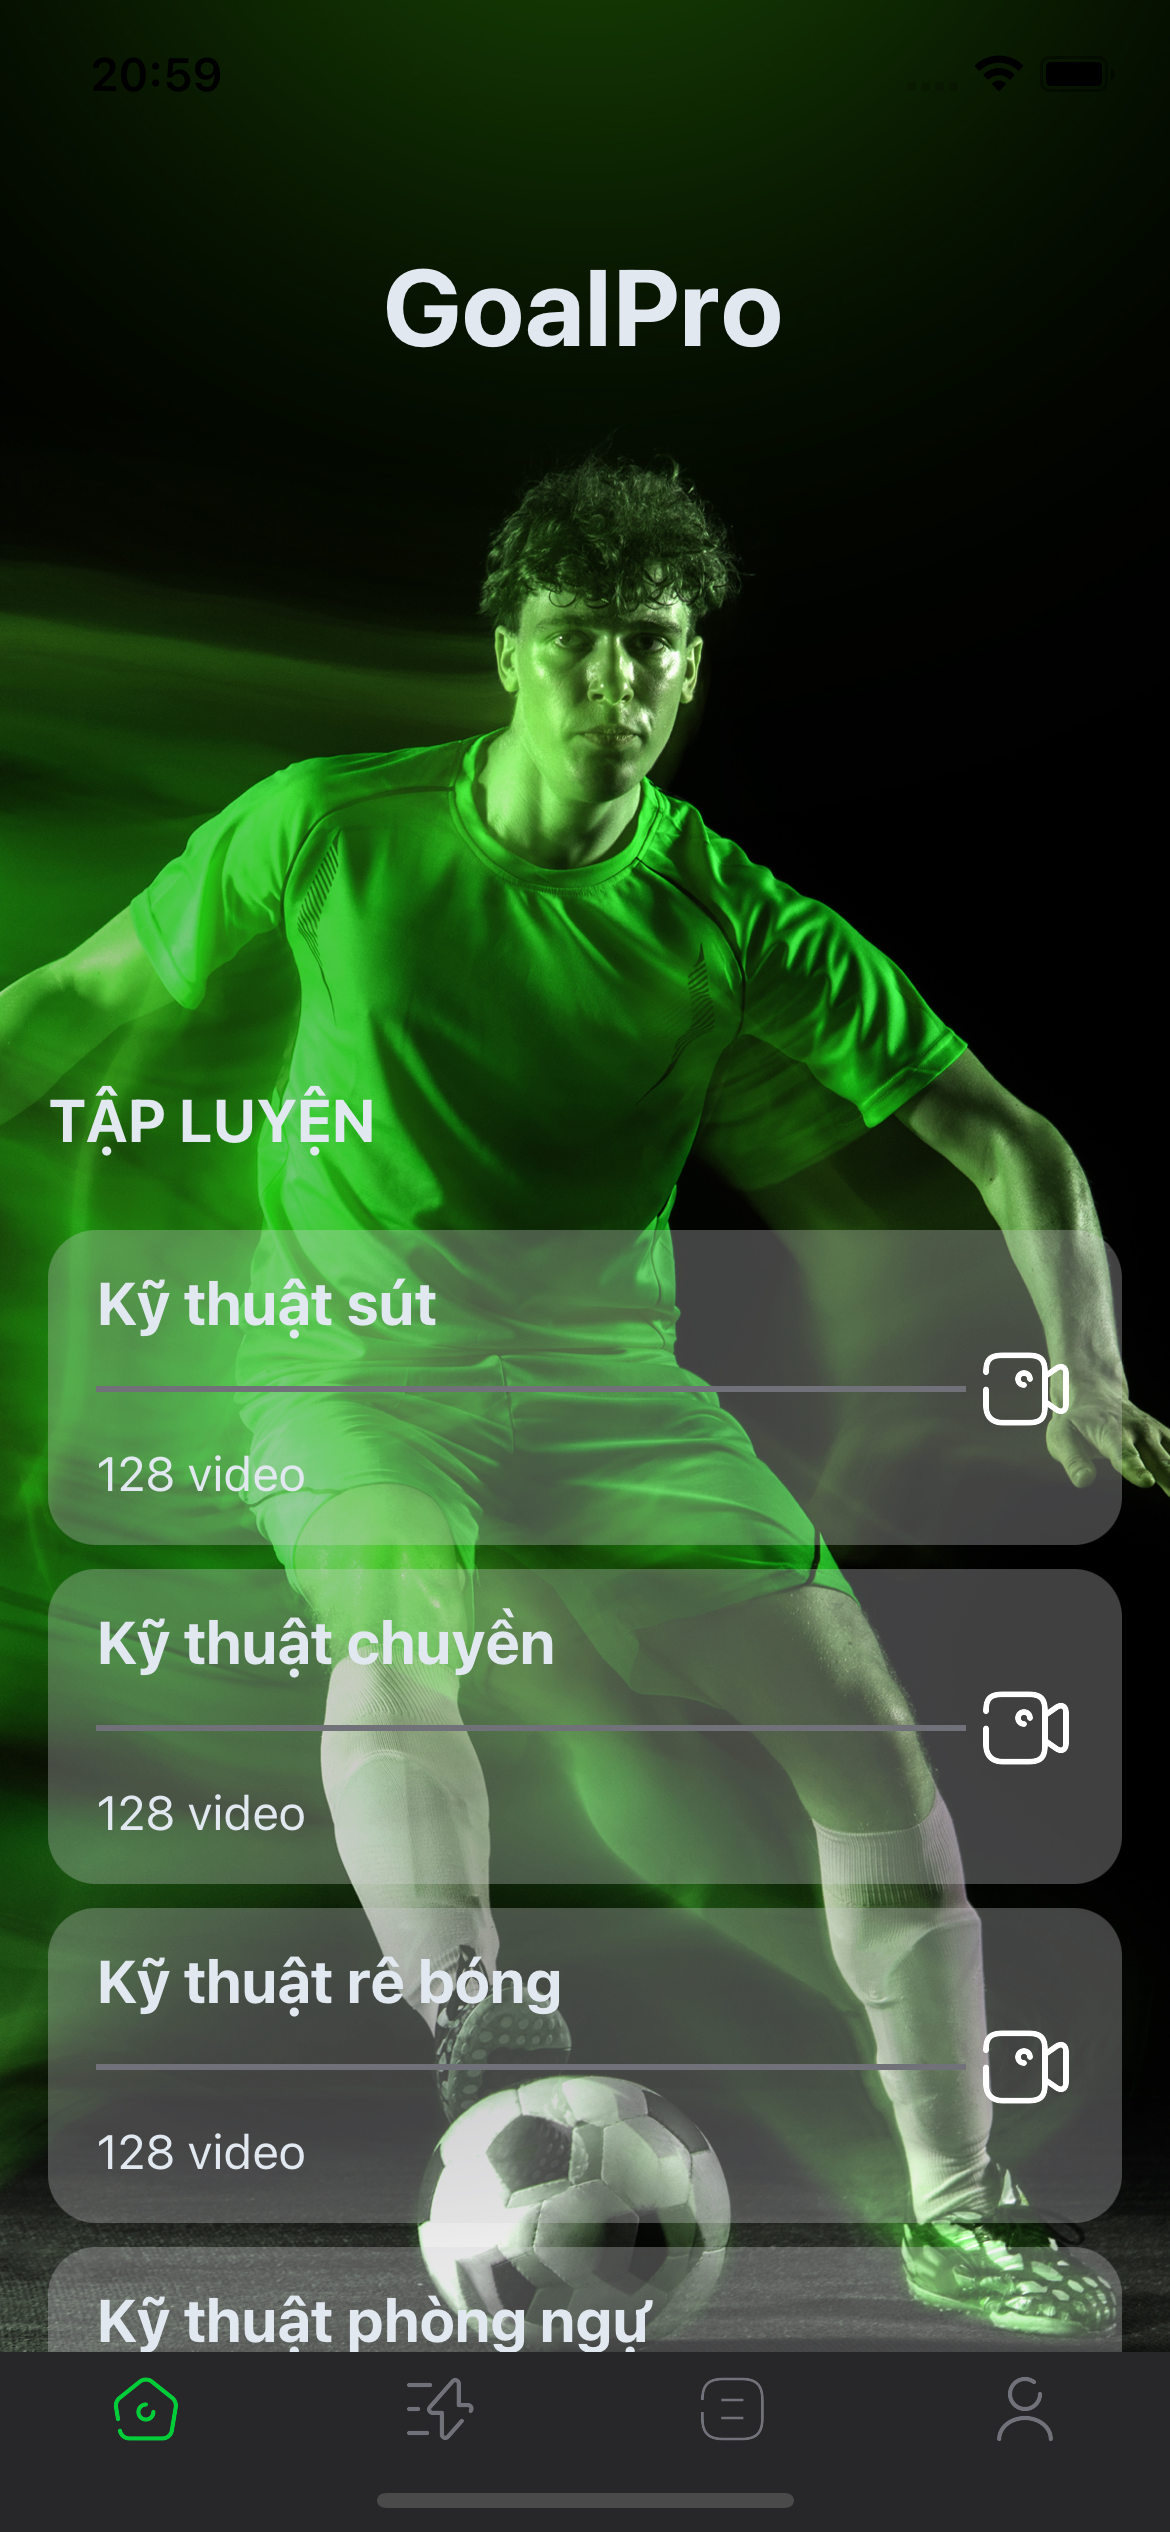 20:59
GoalPro
TẬP LUYỆN
Kỹ thuật sút
128 video
Kỹ thuật chuyền
128 video
Kỹ thuật rê bóng
128 video
Kỹ thuật phòng ngự